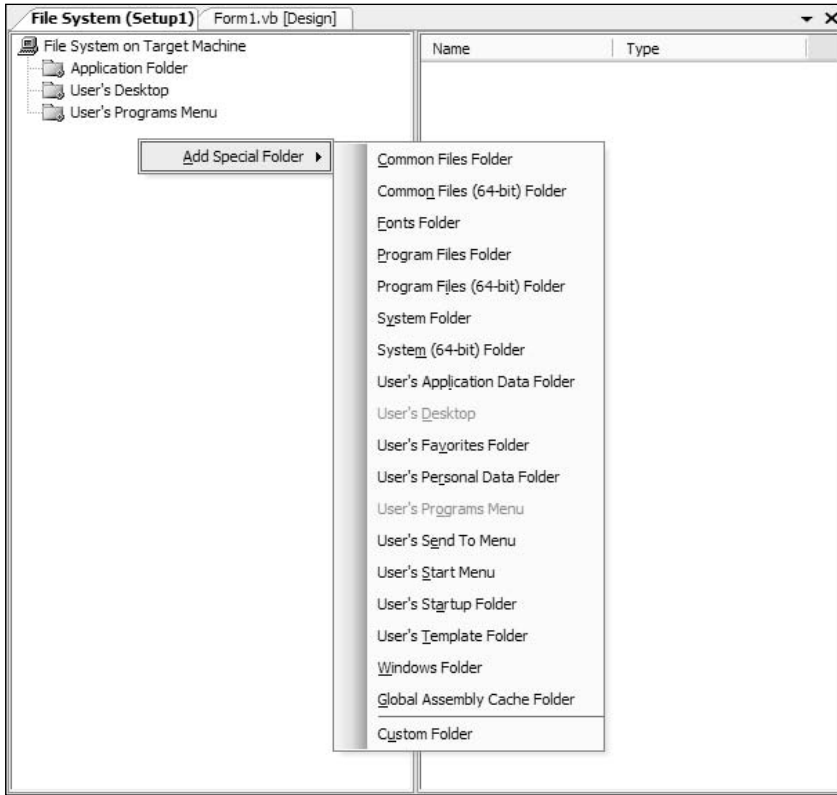 File System (Setup1) Form1.vb [Design]
File System on Target Machine
Application Folder
User's Desktop
User's Programs Menu
Name Type
Add Special Folder
Common Files Folder
Common Files (64-bit) Folder
Fonts Folder
Program Files Folder
Program Files (64-bit) Folder
System Folder
System (64-bit) Folder
User's Application Data Folder
User's Desktop
User's Favorites Folder
User's Personal Data Folder
User's Programs Menu
User's Send To Menu
User's Start Menu
User's Startup Folder
User's Template Folder
Windows Folder
Global Assembly Cache Folder
Custom Folder